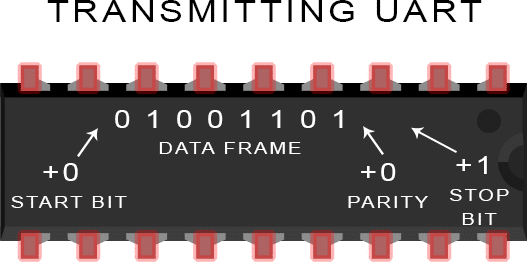 TRANSMITTING UART
0 1 0 0 1 1 0 1
DATA FRAME
+0
START BIT
+0
PARITY
+1
STOP
BIT